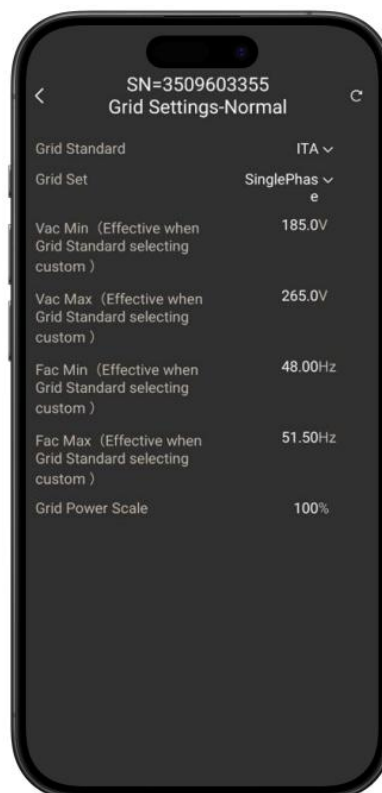 SN=3509603355
Grid Settings-Normal
Grid Standard ITA
Grid Set SinglePhas
e
Vac Min（Effective when 185.0V
Grid Standard selecting
custom ）
Vac Max（Effective when 265.0V
Grid Standard selecting
custom ）
Fac Min（Effective when 48.00Hz
Grid Standard selecting
custom ）
Fac Max（Effective when 51.50Hz
Grid Standard selecting
custom ）
Grid Power Scale 100%